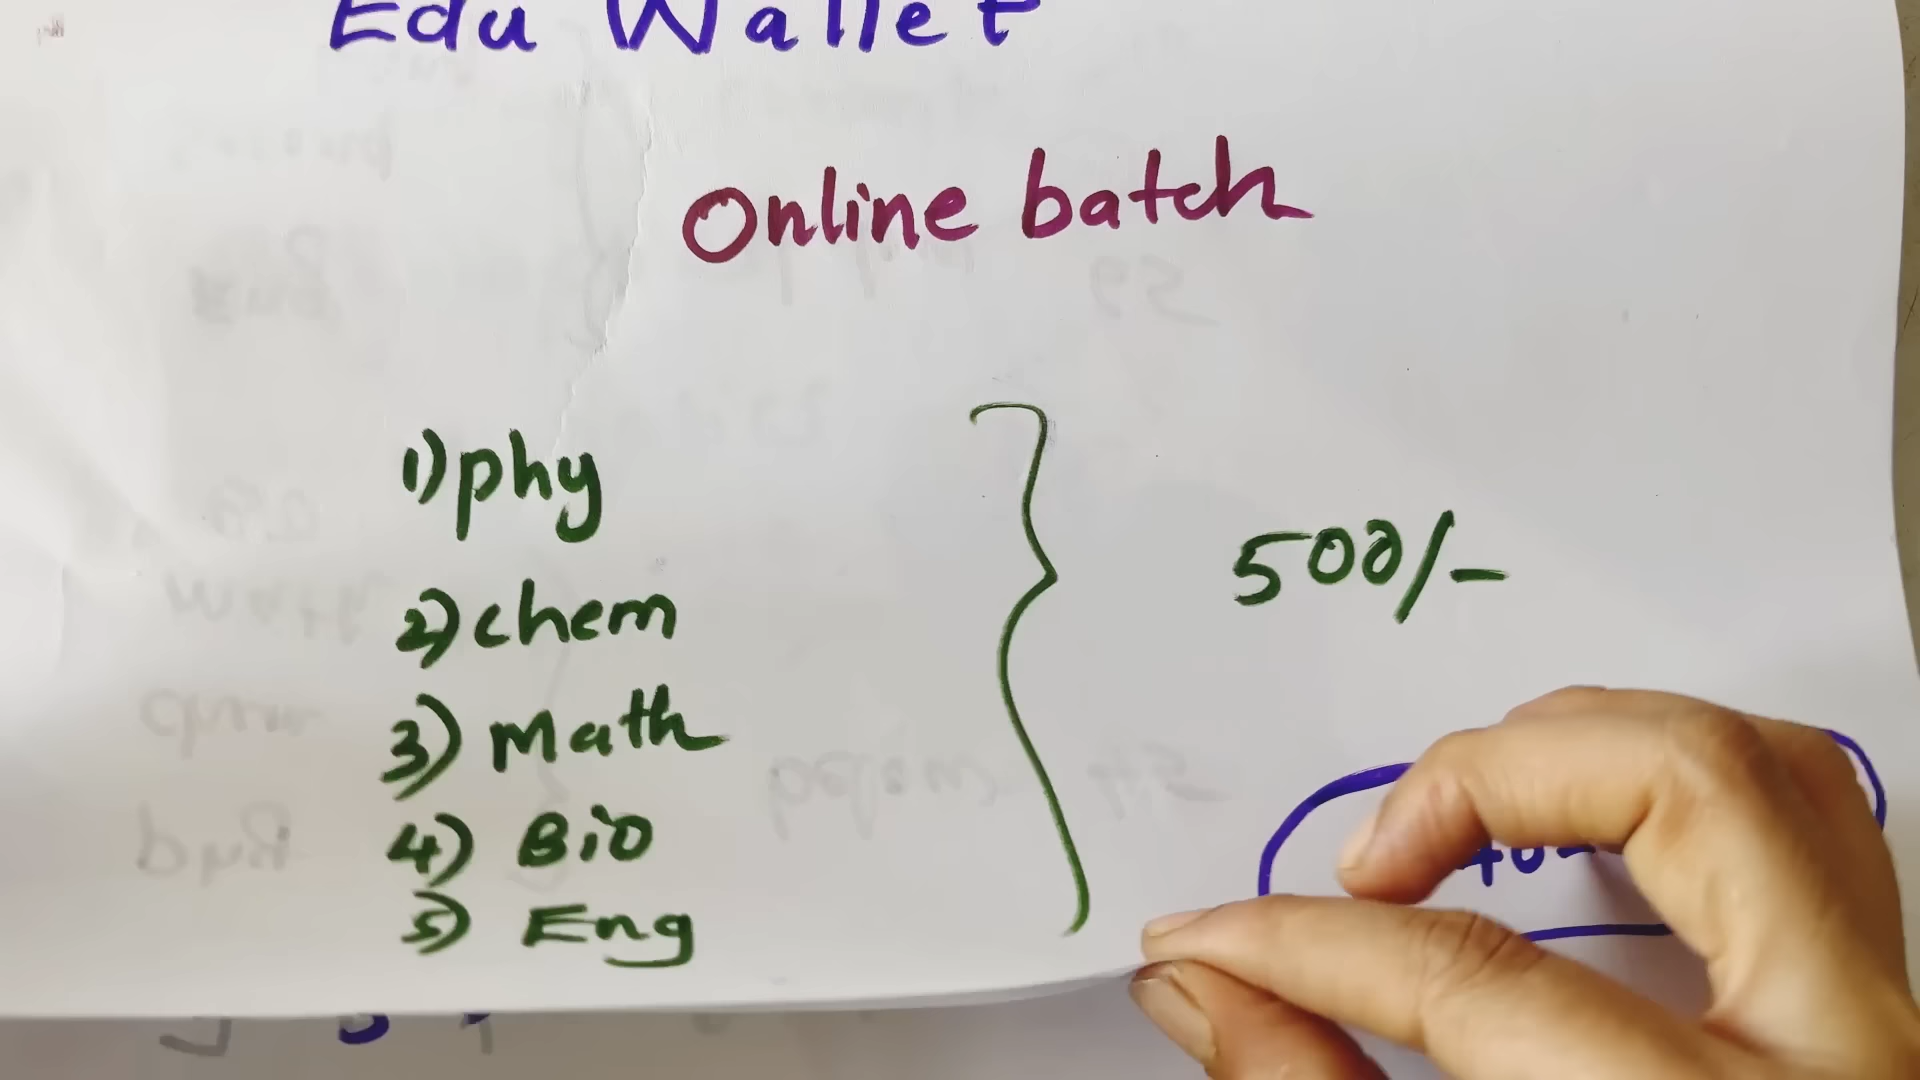 Edu Wallet
Online batch
1) phy
2) chem
3) Math
4) Bio
5) Eng
500/-